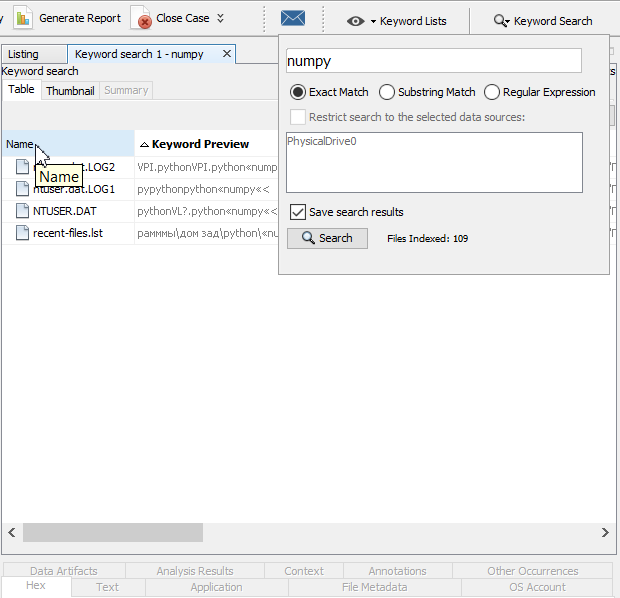 Generate Report Close Case Keyword Lists Keyword Search
Listing Keyword search 1 - numpy
Keyword search
Table Thumbnail Summary
numpy
Exact Match Substring Match Regular Expression
Restrict search to the selected data sources:
PhysicalDrive0
Save search results
Search Files Indexed: 109
Name Keyword Preview
.LOG2 VPI.pythonVPI.python«nump
Name
ntuser.dat.LOG1 pypythonpython«numpy«<
NTUSER.DAT pythonVL?.python«numpy«<
recent-files.lst рамммы\дом зад\python\«nu
Data Artifacts Analysis Results Context Annotations Other Occurrences
Hex Text Application File Metadata OS Account